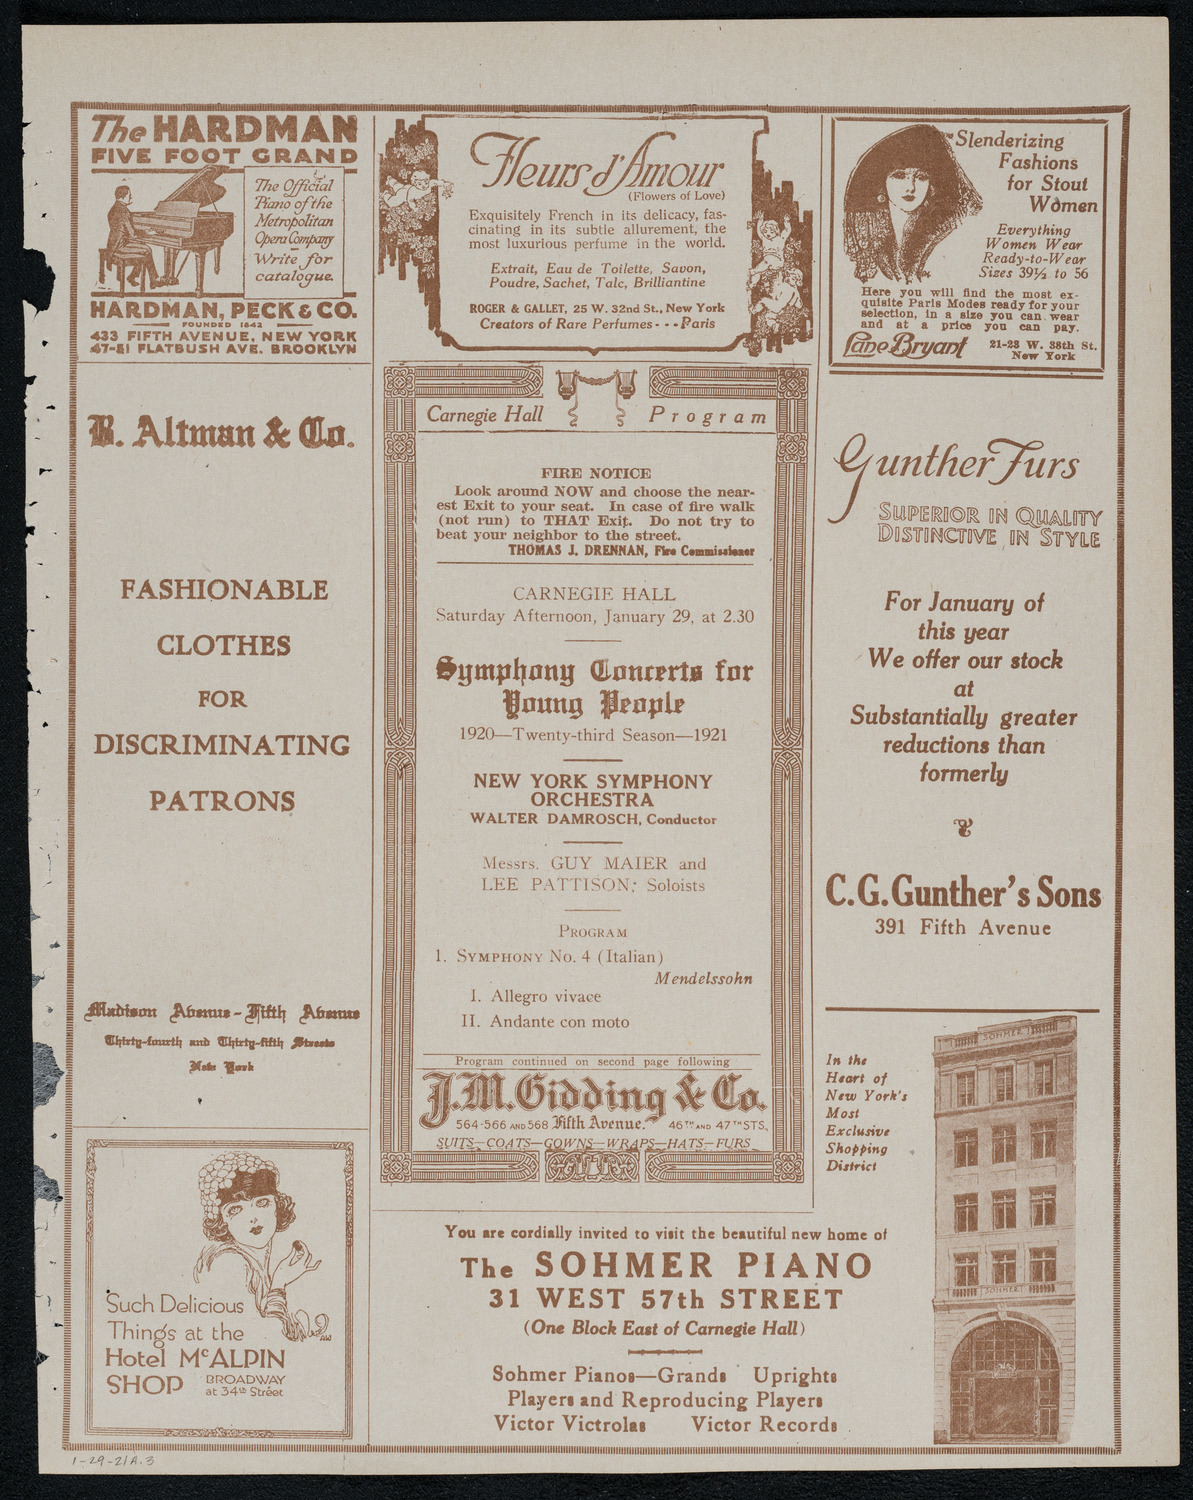 The HARDMAN
FIVE FOOT GRAND
The Official
Piano of the
Metropolitan
Opera Company
Write for
catalogue.
HARDMAN, PECK & CO.
FOUNDED 1842
433 FIFTH AVENUE, NEW YORK
47-51 FLATBUSH AVE. BROOKLYN
Fleurs d'Amour
(Flowers of Love)
Exquisitely French in its delicacy, fas-
cinating in its subtle allurement, the
most luxurious perfume in the world.
Extrait, Eau de Toilette, Savon,
Poudre, Sachet, Talc, Brilliantine
ROGER & GALLET, 25 W. 32nd St., New York
Creators of Rare Perfumes - - - Paris
Slenderizing
Fashions
for Stout
Women
Everything
Women Wear
Ready-to-Wear
Sizes 39½ to 56
Here you will find the most ex-
quisite Paris Modes ready for your
selection, in a size you can wear
and at a price you can pay.
Lane Bryant
21-23 W. 38th St.
New York
B. Altman & Co.
FASHIONABLE
CLOTHES
FOR
DISCRIMINATING
PATRONS
Madison Avenue - Fifth Avenue
Thirty-fourth and Thirty-fifth Streets
New York
Such Delicious
Things at the
Hotel McALPIN
SHOP
BROADWAY
at 34th Street
Carnegie Hall Program
FIRE NOTICE
Look around NOW and choose the near-
est Exit to your seat. In case of fire walk
(not run) to THAT Exit. Do not try to
beat your neighbor to the street.
THOMAS J. DRENNAN, Fire Commissioner
CARNEGIE HALL
Saturday Afternoon, January 29, at 2.30
Symphony Concerts for
Young People
1920—Twenty-third Season—1921
NEW YORK SYMPHONY
ORCHESTRA
WALTER DAMROSCH, Conductor
Messrs. GUY MAIER and
LEE PATTISON, Soloists
PROGRAM
1. SYMPHONY No. 4 (Italian)
Mendelssohn
I. Allegro vivace
II. Andante con moto
Program continued on second page following
J.M. Gidding & Co.
564-566 AND 568 Fifth Avenue. 46TH AND 47TH STS.
SUITS—COATS—GOWNS—WRAPS—HATS—FURS
Gunther Furs
SUPERIOR IN QUALITY
DISTINCTIVE IN STYLE
For January of
this year
We offer our stock
at
Substantially greater
reductions than
formerly
C.G. Gunther's Sons
391 Fifth Avenue
In the
Heart of
New York's
Most
Exclusive
Shopping
District
SOHMER
SOHMER
You are cordially invited to visit the beautiful new home of
The SOHMER PIANO
31 WEST 57th STREET
(One Block East of Carnegie Hall)
Sohmer Pianos—Grands Uprights
Players and Reproducing Players
Victor Victrolas Victor Records
1-29-21A.3